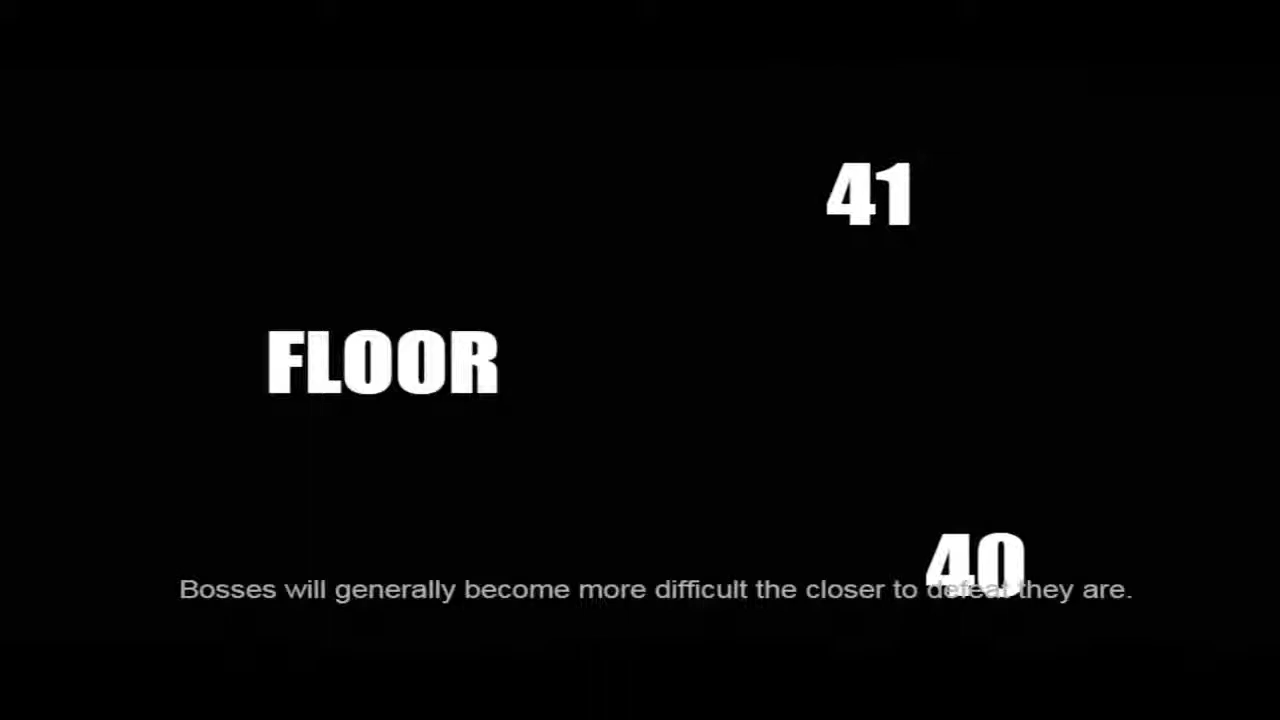 41
FLOOR
40
Bosses will generally become more difficult the closer to defeat they are.